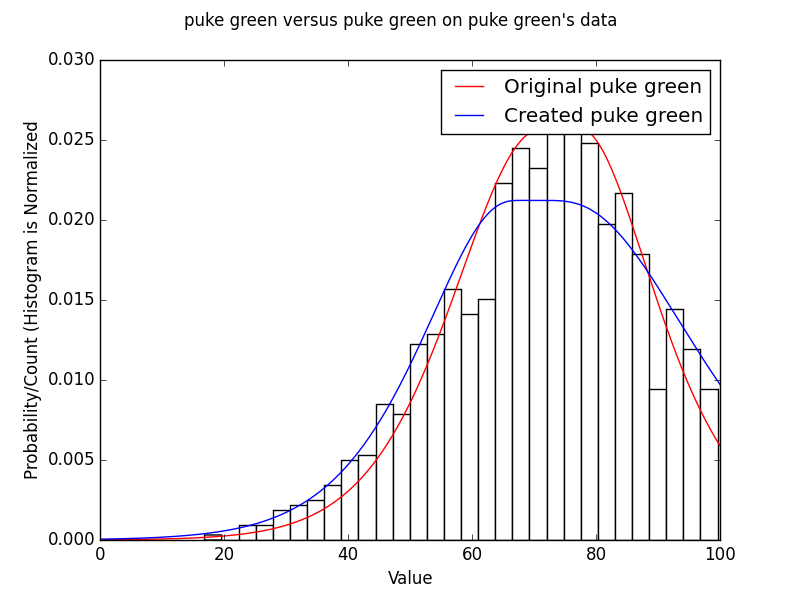 puke green versus puke green on puke green's data
0.030
0.025
0.020
0.015
0.010
0.005
0.000
Probability/Count (Histogram is Normalized
Original puke green
Created puke green
0 20 40 60 80 100
Value